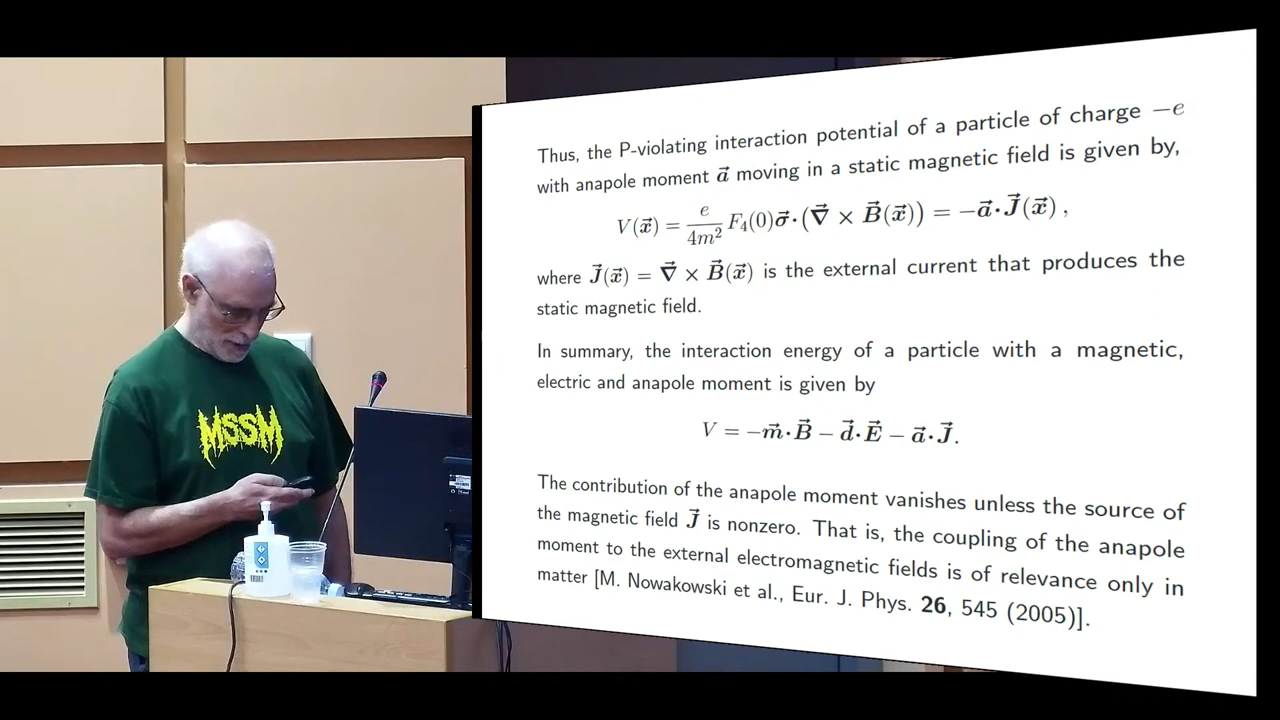 MSSM
Thus, the P-violating interaction potential of a particle of charge −e
with anapole moment a⃗ moving in a static magnetic field is given by,
V(x⃗) = e/4m² F₄(0)σ⃗·(∇⃗ × B⃗(x⃗)) = −a⃗·J⃗(x⃗) ,
where J⃗(x⃗) = ∇⃗ × B⃗(x⃗) is the external current that produces the
static magnetic field.
In summary, the interaction energy of a particle with a magnetic,
electric and anapole moment is given by
V = −m⃗·B⃗ − d⃗·E⃗ − a⃗·J⃗.
The contribution of the anapole moment vanishes unless the source of
the magnetic field J⃗ is nonzero. That is, the coupling of the anapole
moment to the external electromagnetic fields is of relevance only in
matter [M. Nowakowski et al., Eur. J. Phys. 26, 545 (2005)].